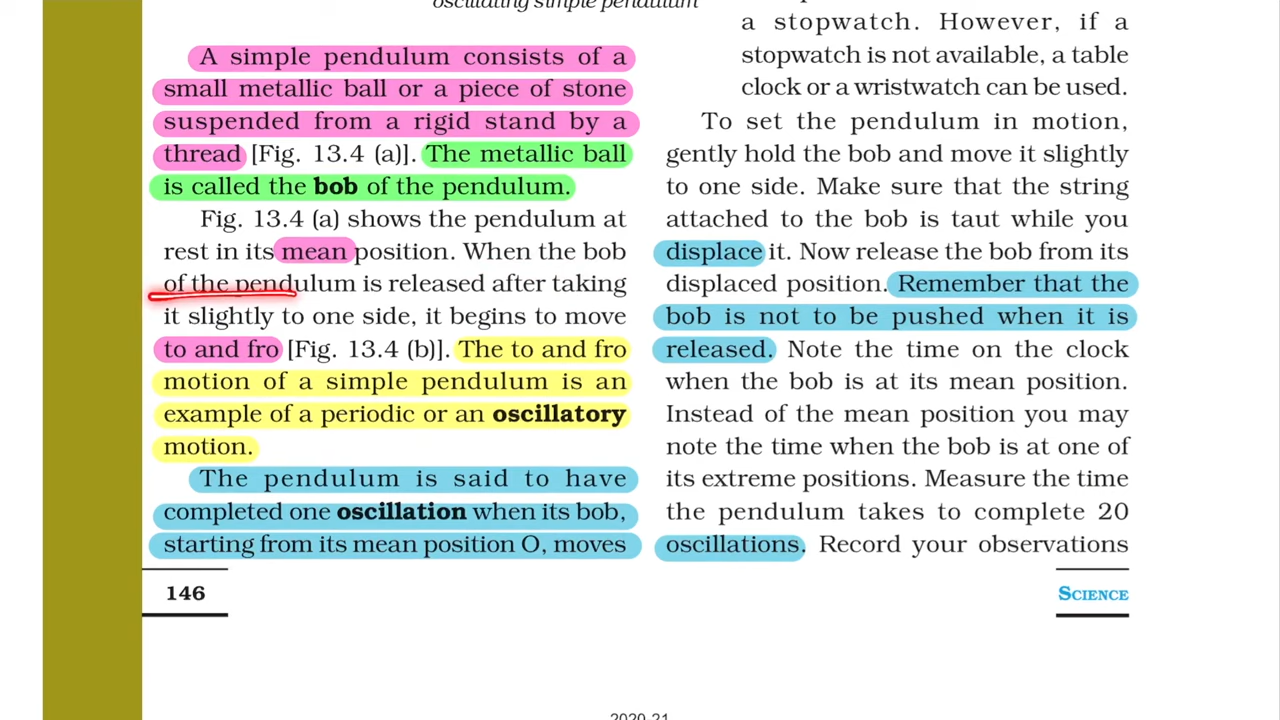 oscillating simple pendulum
A simple pendulum consists of a
small metallic ball or a piece of stone
suspended from a rigid stand by a
thread [Fig. 13.4 (a)]. The metallic ball
is called the bob of the pendulum.
Fig. 13.4 (a) shows the pendulum at
rest in its mean position. When the bob
of the pendulum is released after taking
it slightly to one side, it begins to move
to and fro [Fig. 13.4 (b)]. The to and fro
motion of a simple pendulum is an
example of a periodic or an oscillatory
motion.
The pendulum is said to have
completed one oscillation when its bob,
starting from its mean position O, moves
146
a stopwatch. However, if a
stopwatch is not available, a table
clock or a wristwatch can be used.
To set the pendulum in motion,
gently hold the bob and move it slightly
to one side. Make sure that the string
attached to the bob is taut while you
displace it. Now release the bob from its
displaced position. Remember that the
bob is not to be pushed when it is
released. Note the time on the clock
when the bob is at its mean position.
Instead of the mean position you may
note the time when the bob is at one of
its extreme positions. Measure the time
the pendulum takes to complete 20
oscillations. Record your observations
SCIENCE
2020-21